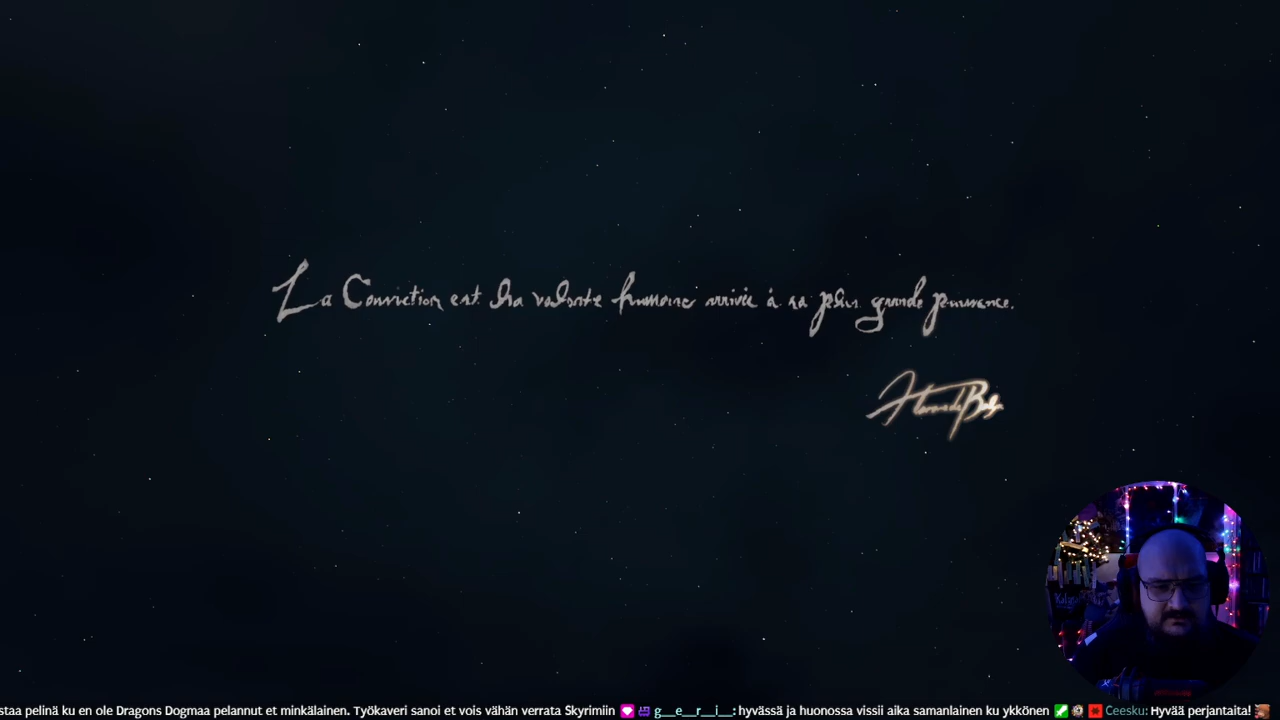 La Conviction est la volonté humaine arrivée à sa plus grande puissance.
staa pelinä ku en ole Dragons Dogmaa pelannut et minkälainen. Työkaveri sanoi et vois vähän verrata Skyrimiin g__e__r__i__: hyvässä ja huonossa vissii aika samanlainen ku ykkönen Ceesku: Hyvää perjantaita!